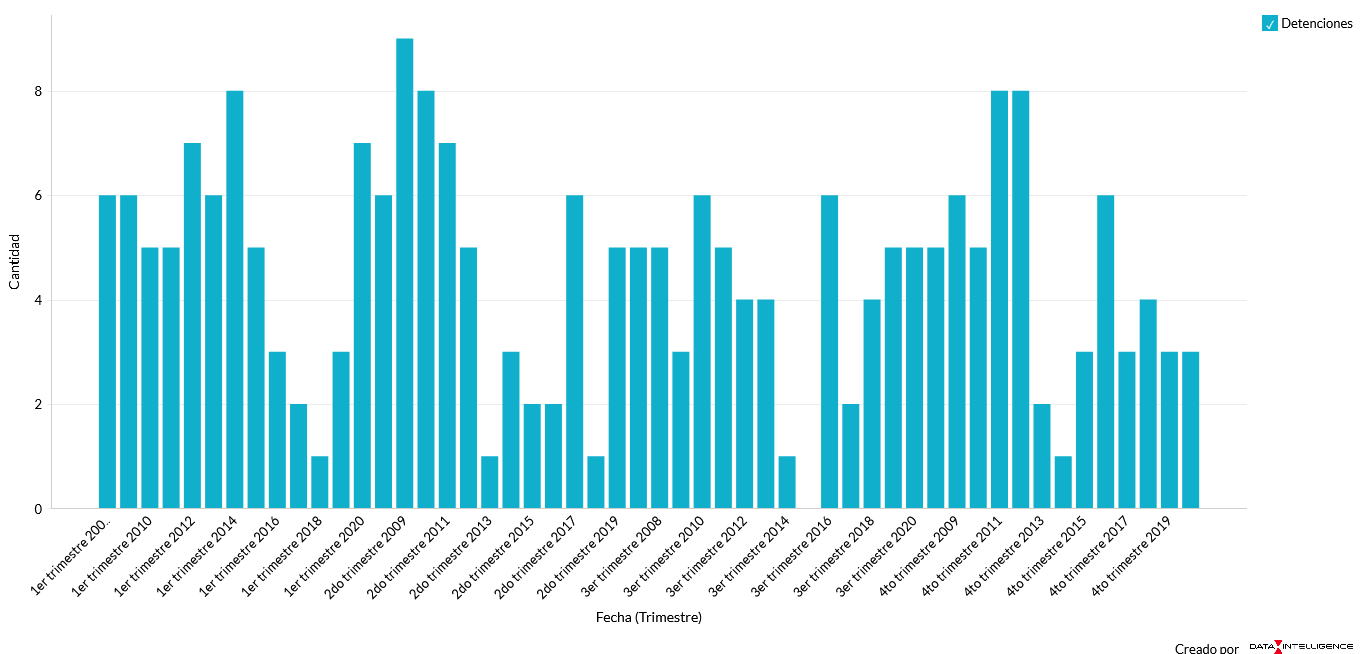 Detenciones
Cantidad
8
6
4
2
0
1er trimestre 200..
1er trimestre 2010
1er trimestre 2012
1er trimestre 2014
1er trimestre 2016
1er trimestre 2018
1er trimestre 2020
2do trimestre 2009
2do trimestre 2011
2do trimestre 2013
2do trimestre 2015
2do trimestre 2017
2do trimestre 2019
3er trimestre 2008
3er trimestre 2010
3er trimestre 2012
3er trimestre 2014
3er trimestre 2016
3er trimestre 2018
3er trimestre 2020
4to trimestre 2009
4to trimestre 2011
4to trimestre 2013
4to trimestre 2015
4to trimestre 2017
4to trimestre 2019
Fecha (Trimestre)
Creado por DATA INTELLIGENCE